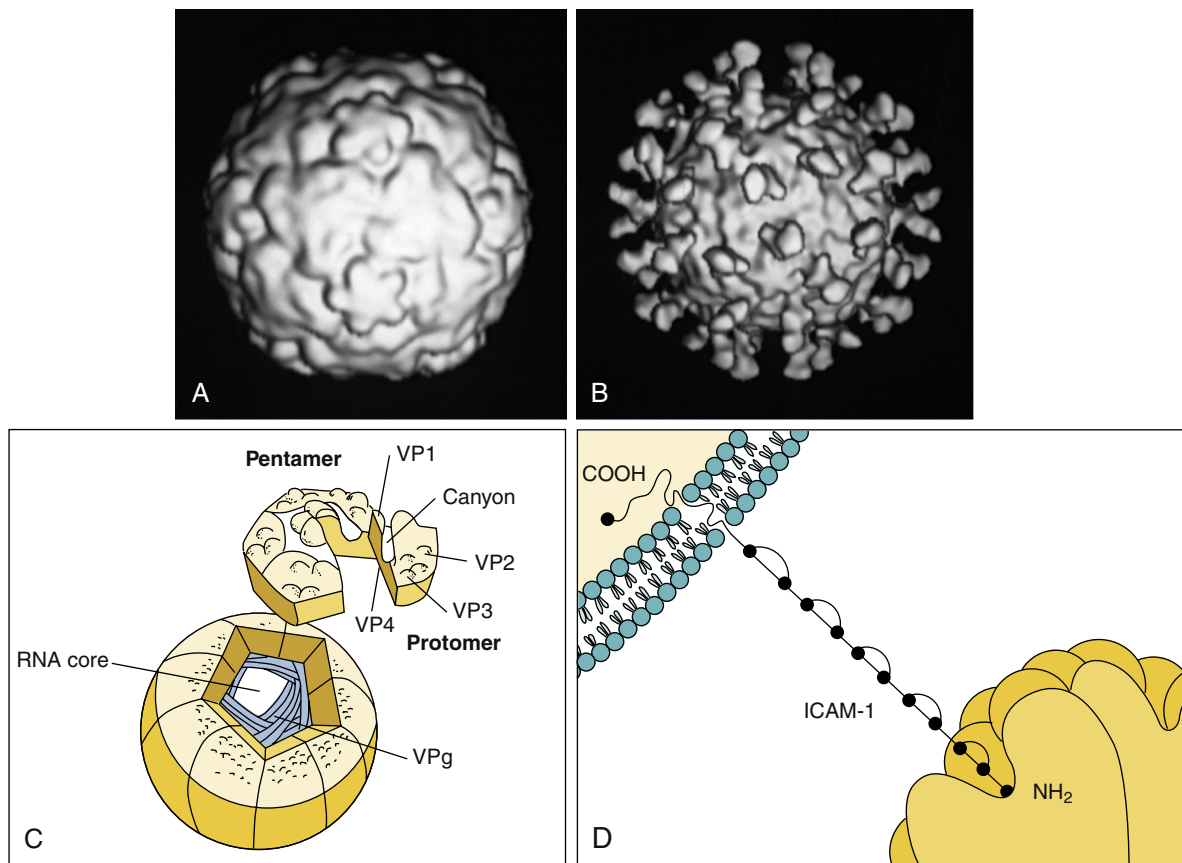 A
B
Pentamer
VP1
Canyon
VP2
VP3
VP4
Protomer
RNA core
VPg
C
COOH
ICAM-1
NH₂
D